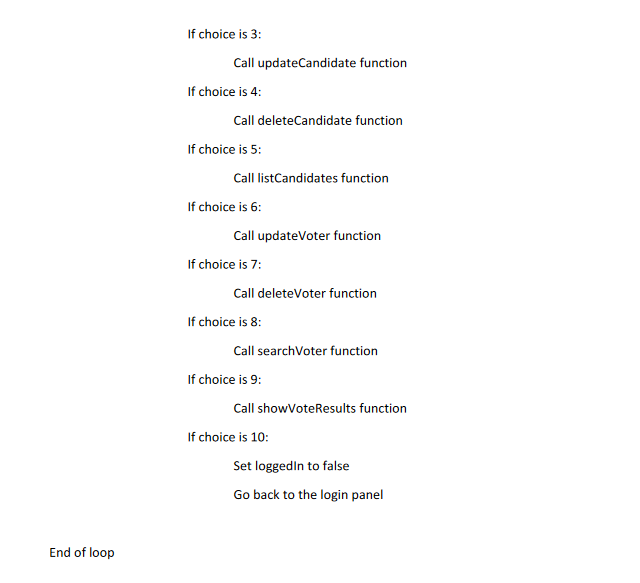 If choice is 3:
Call updateCandidate function
If choice is 4:
Call deleteCandidate function
If choice is 5:
Call listCandidates function
If choice is 6:
Call updateVoter function
If choice is 7:
Call deleteVoter function
If choice is 8:
Call searchVoter function
If choice is 9:
Call showVoteResults function
If choice is 10:
Set loggedIn to false
Go back to the login panel
End of loop